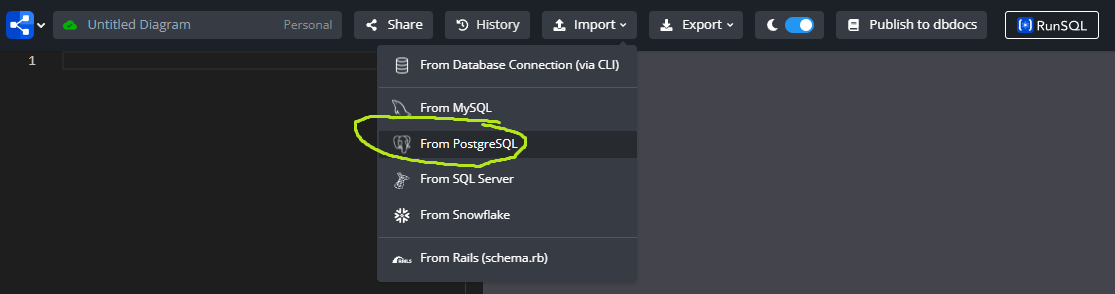 Untitled Diagram Personal Share History Import Export Publish to dbdocs RunSQL
1
From Database Connection (via CLI)
From MySQL
From PostgreSQL
From SQL Server
From Snowflake
RAILS From Rails (schema.rb)